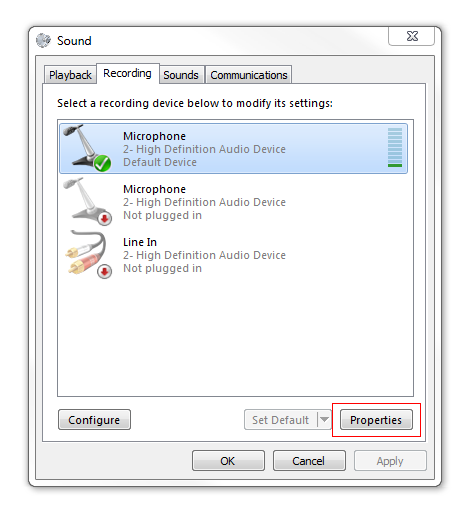 Sound
Playback Recording Sounds Communications
Select a recording device below to modify its settings:
Microphone
2- High Definition Audio Device
Default Device
Microphone
2- High Definition Audio Device
Not plugged in
Line In
2- High Definition Audio Device
Not plugged in
Configure Set Default Properties
OK Cancel Apply